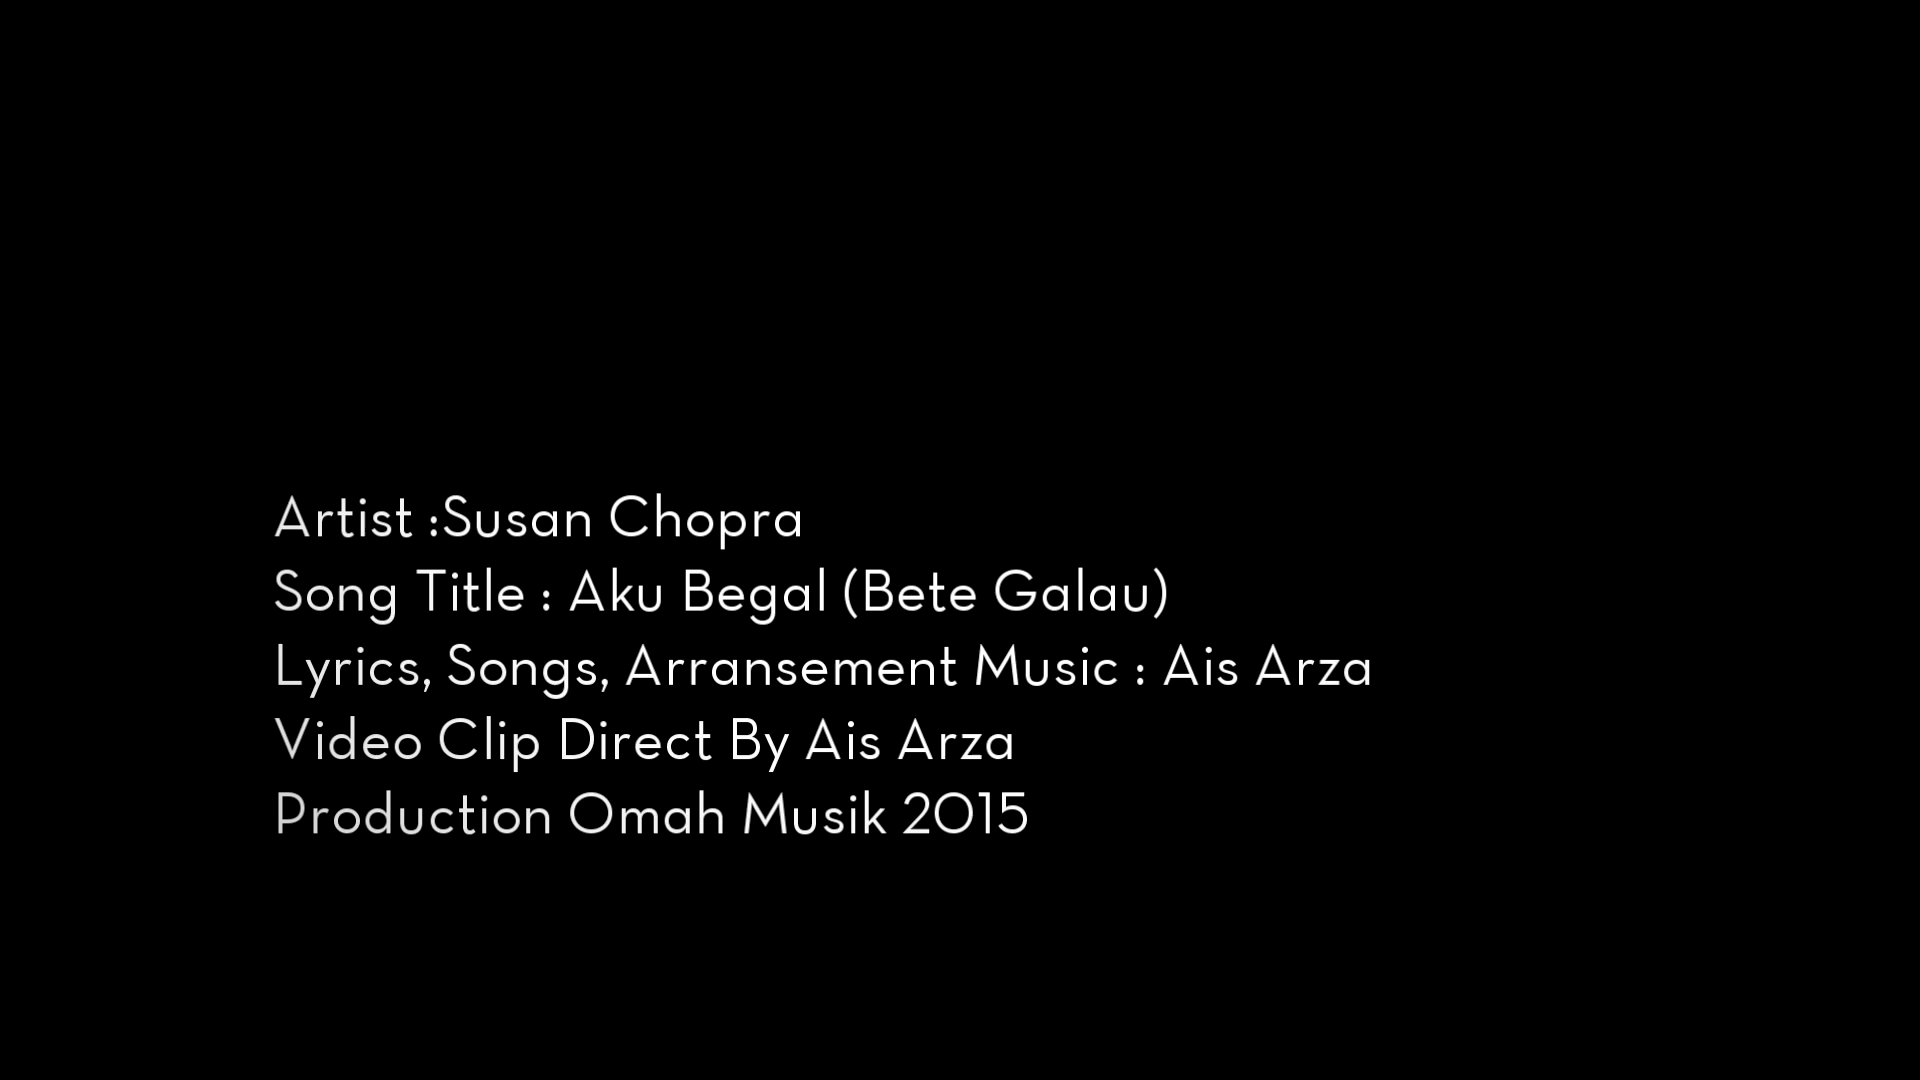 Artist :Susan Chopra
Song Title : Aku Begal (Bete Galau)
Lyrics, Songs, Arransement Music : Ais Arza
Video Clip Direct By Ais Arza
Production Omah Musik 2015